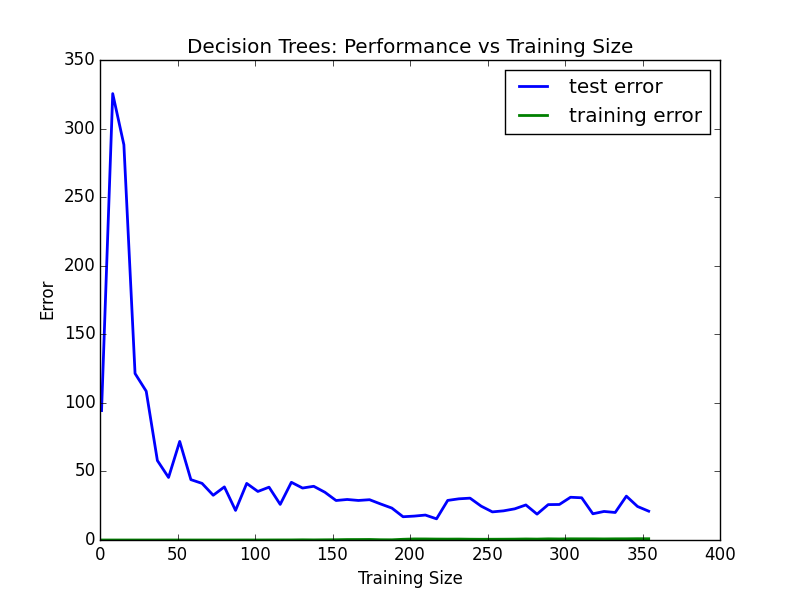 Decision Trees: Performance vs Training Size
350
300
250
200
150
100
50
0
Error
test error
training error
0 50 100 150 200 250 300 350 400
Training Size